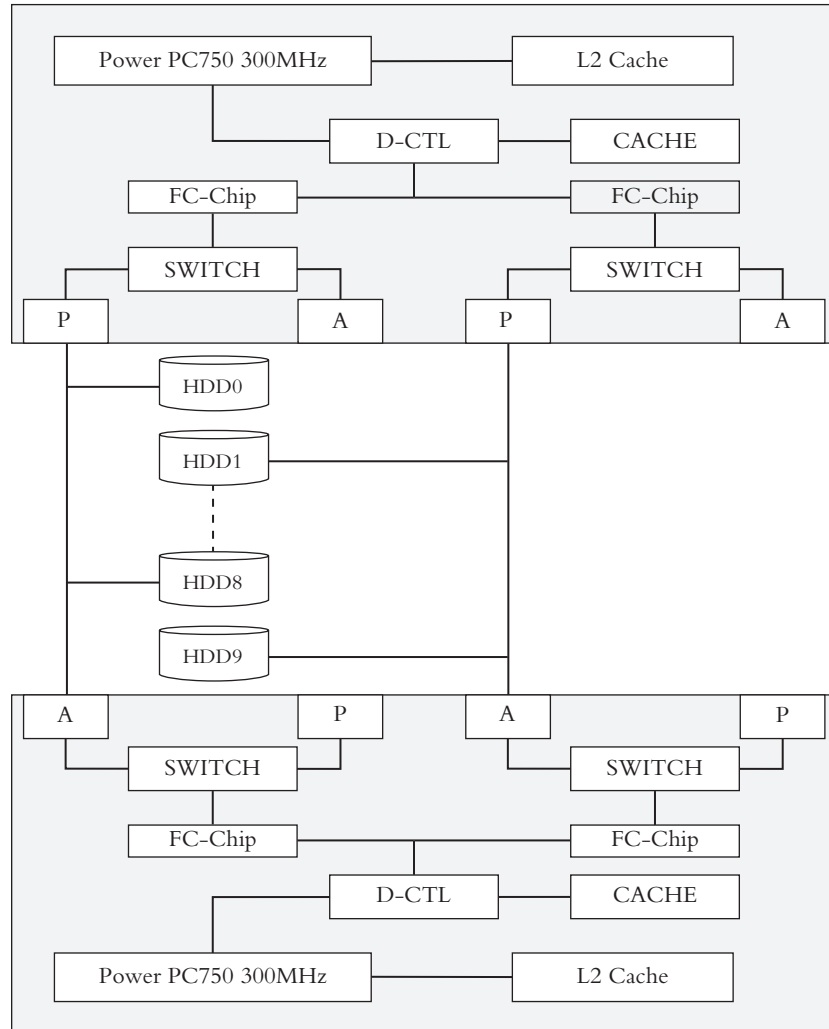 Power PC750 300MHz
L2 Cache
D-CTL
CACHE
FC-Chip
FC-Chip
SWITCH
SWITCH
P
A
P
A
HDD0
HDD1
HDD8
HDD9
A
P
A
P
SWITCH
SWITCH
FC-Chip
FC-Chip
D-CTL
CACHE
Power PC750 300MHz
L2 Cache